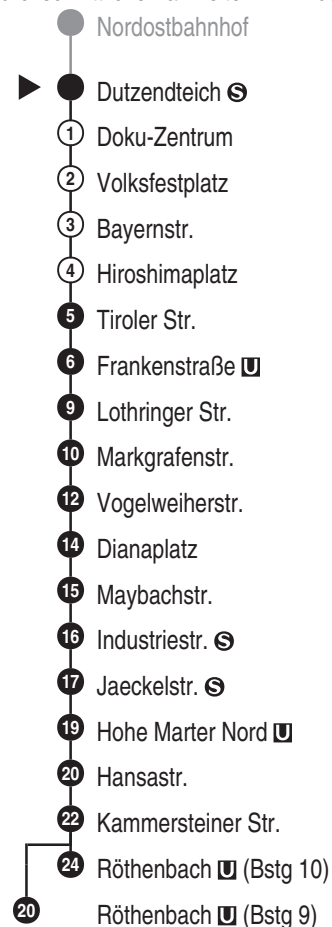 Nordostbahnhof
Dutzendteich S
1 Doku-Zentrum
2 Volksfestplatz
3 Bayernstr.
4 Hiroshimaplatz
5 Tiroler Str.
6 Frankenstraße U
9 Lothringer Str.
10 Markgrafenstr.
12 Vogelweiherstr.
14 Dianaplatz
15 Maybachstr.
16 Industriestr. S
17 Jaeckelstr. S
19 Hohe Marter Nord U
20 Hansastr.
22 Kammersteiner Str.
24 Röthenbach U (Bstg 10)
20 Röthenbach U (Bstg 9)